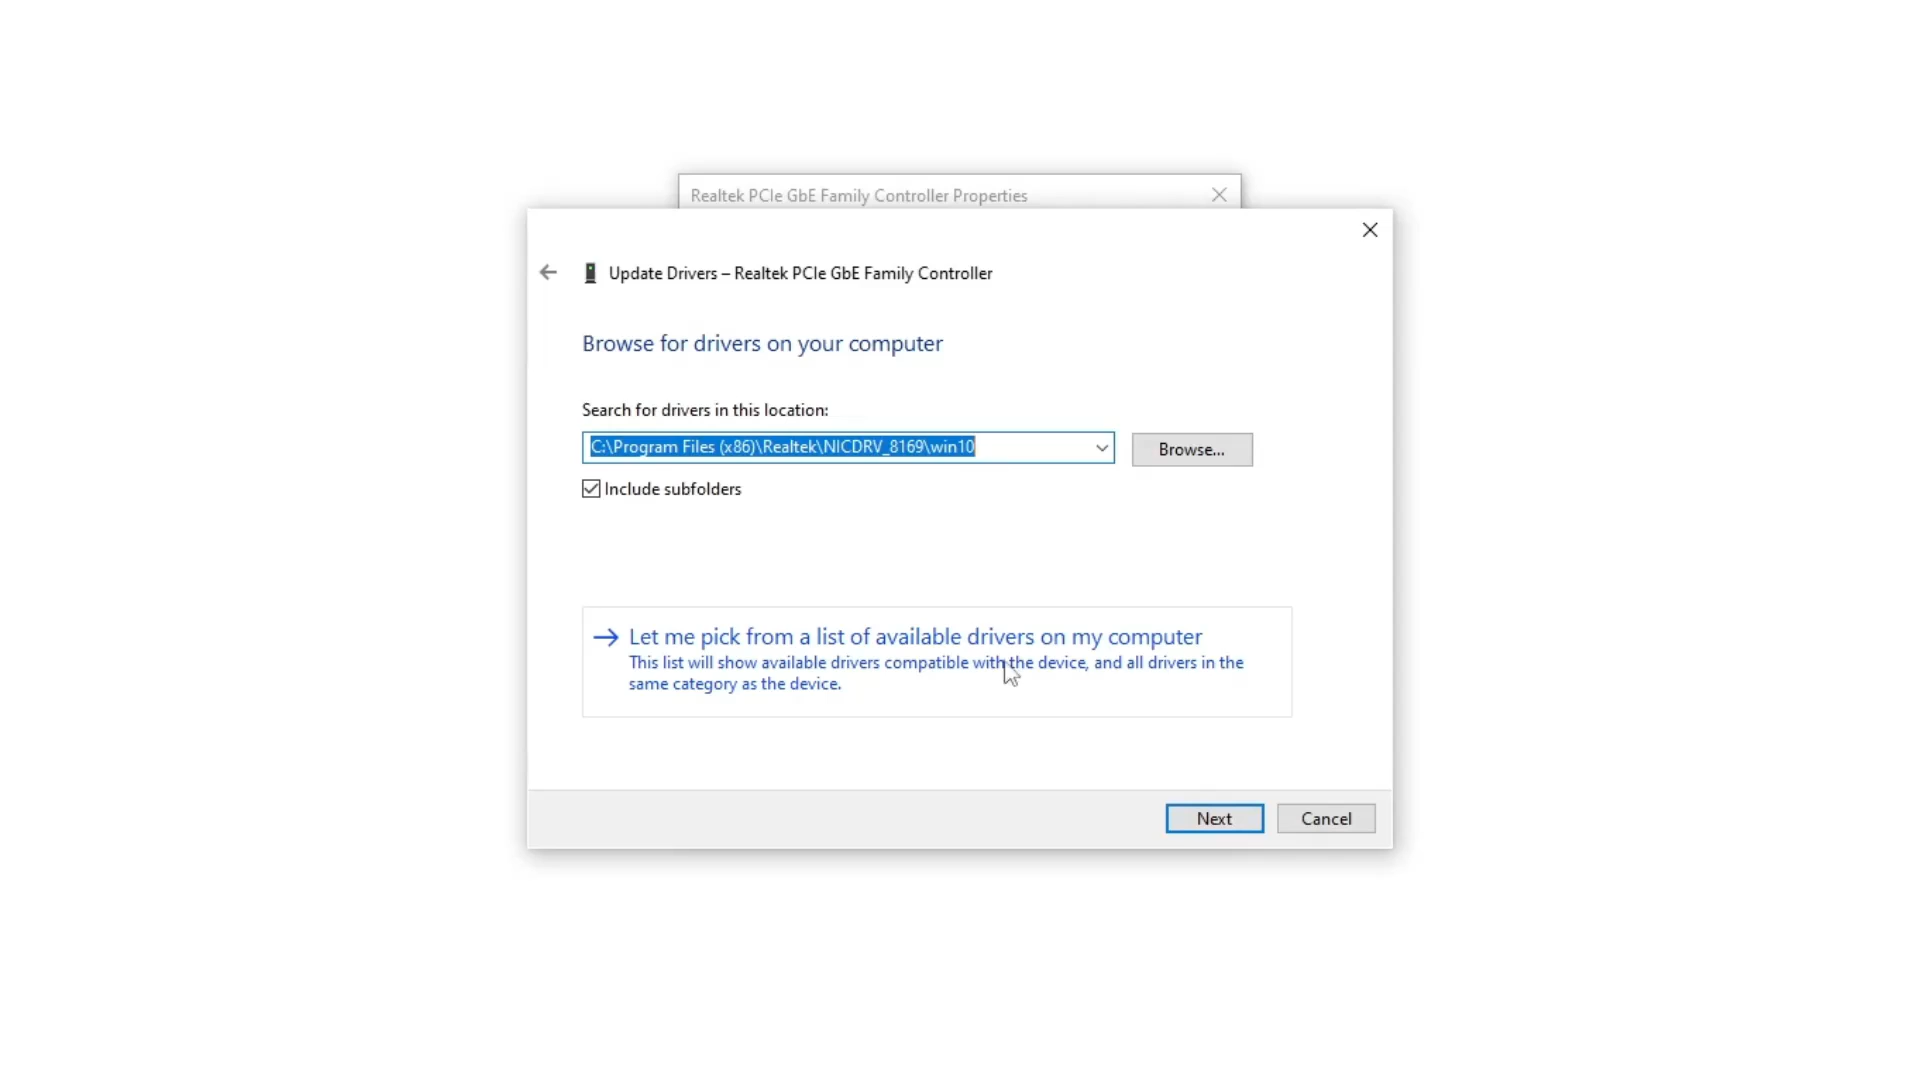 Realtek PCIe GbE Family Controller Properties
Update Drivers – Realtek PCIe GbE Family Controller
Browse for drivers on your computer
Search for drivers in this location:
C:\Program Files (x86)\Realtek\NICDRV_8169\win10
Browse...
Include subfolders
Let me pick from a list of available drivers on my computer
This list will show available drivers compatible with the device, and all drivers in the
same category as the device.
Next
Cancel